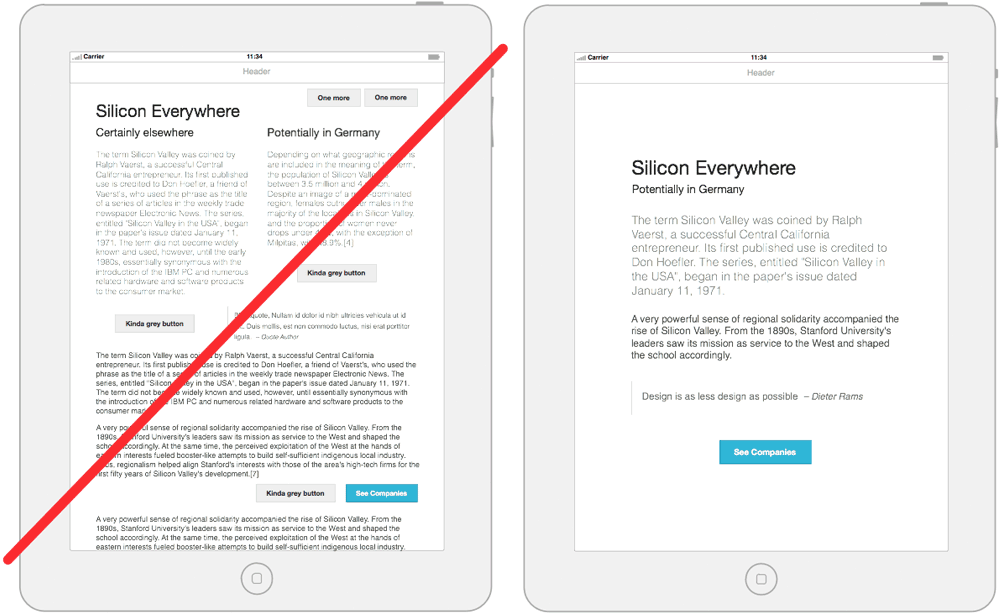 Carrier
11:34
Header
One more
One more
Silicon Everywhere
Certainly elsewhere
The term Silicon Valley was coined by
Ralph Vaerst, a successful Central
California entrepreneur. Its first published
use is credited to Don Hoefler, a friend of
Vaerst's, who used the phrase as the title
of a series of articles in the weekly trade
newspaper Electronic News. The series,
entitled "Silicon Valley in the USA", began
in the paper's issue dated January 11,
1971. The term did not become widely
known and used, however, until the early
1980s, essentially synonymous with the
introduction of the IBM PC and numerous
related hardware and software products
to the consumer market.
Kinda grey button
Potentially in Germany
Depending on what geographic
are included in the meaning of the term,
the population of Silicon Valley
between 3.5 million and 4
Despite an image of a dominated
region, females males in the
majority of the in Silicon Valley,
and the proportion of women never
drops under with the exception of
Milpitas, [4]
Kinda grey button
quote, Nullam id dolor id nibh ultricies vehicula ut id
Duis mollis, est non commodo luctus, nisi erat porttitor
ligula. – Quote Author
The term Silicon Valley was by Ralph Vaerst, a successful Central California
entrepreneur. Its first published use is credited to Don Hoefler, a friend of Vaerst's, who used the
phrase as the title of a series of articles in the weekly trade newspaper Electronic News. The
series, entitled "Silicon Valley in the USA", began in the paper's issue dated January 11, 1971.
The term did not become widely known and used, however, until essentially synonymous with
the introduction of the IBM PC and numerous related hardware and software products to the
consumer
A very powerful sense of regional solidarity accompanied the rise of Silicon Valley. From the
1890s, Stanford University's leaders saw its mission as service to the West and shaped the
school accordingly. At the same time, the perceived exploitation of the West at the hands of
eastern interests fueled booster-like attempts to build self-sufficient indigenous local industry.
regionalism helped align Stanford's interests with those of the area's high-tech firms for the
first fifty years of Silicon Valley's development.[7]
Kinda grey button
See Companies
A very powerful sense of regional solidarity accompanied the rise of Silicon Valley. From the
1890s, Stanford University's leaders saw its mission as service to the West and shaped the
school accordingly. At the same time, the perceived exploitation of the West at the hands of
eastern interests fueled booster-like attempts to build self-sufficient indigenous local industry.
Carrier
11:34
Header
Silicon Everywhere
Potentially in Germany
The term Silicon Valley was coined by Ralph
Vaerst, a successful Central California
entrepreneur. Its first published use is credited to
Don Hoefler. The series, entitled "Silicon Valley in
the USA", began in the paper's issue dated
January 11, 1971.
A very powerful sense of regional solidarity accompanied the
rise of Silicon Valley. From the 1890s, Stanford University's
leaders saw its mission as service to the West and shaped
the school accordingly.
Design is as less design as possible – Dieter Rams
See Companies